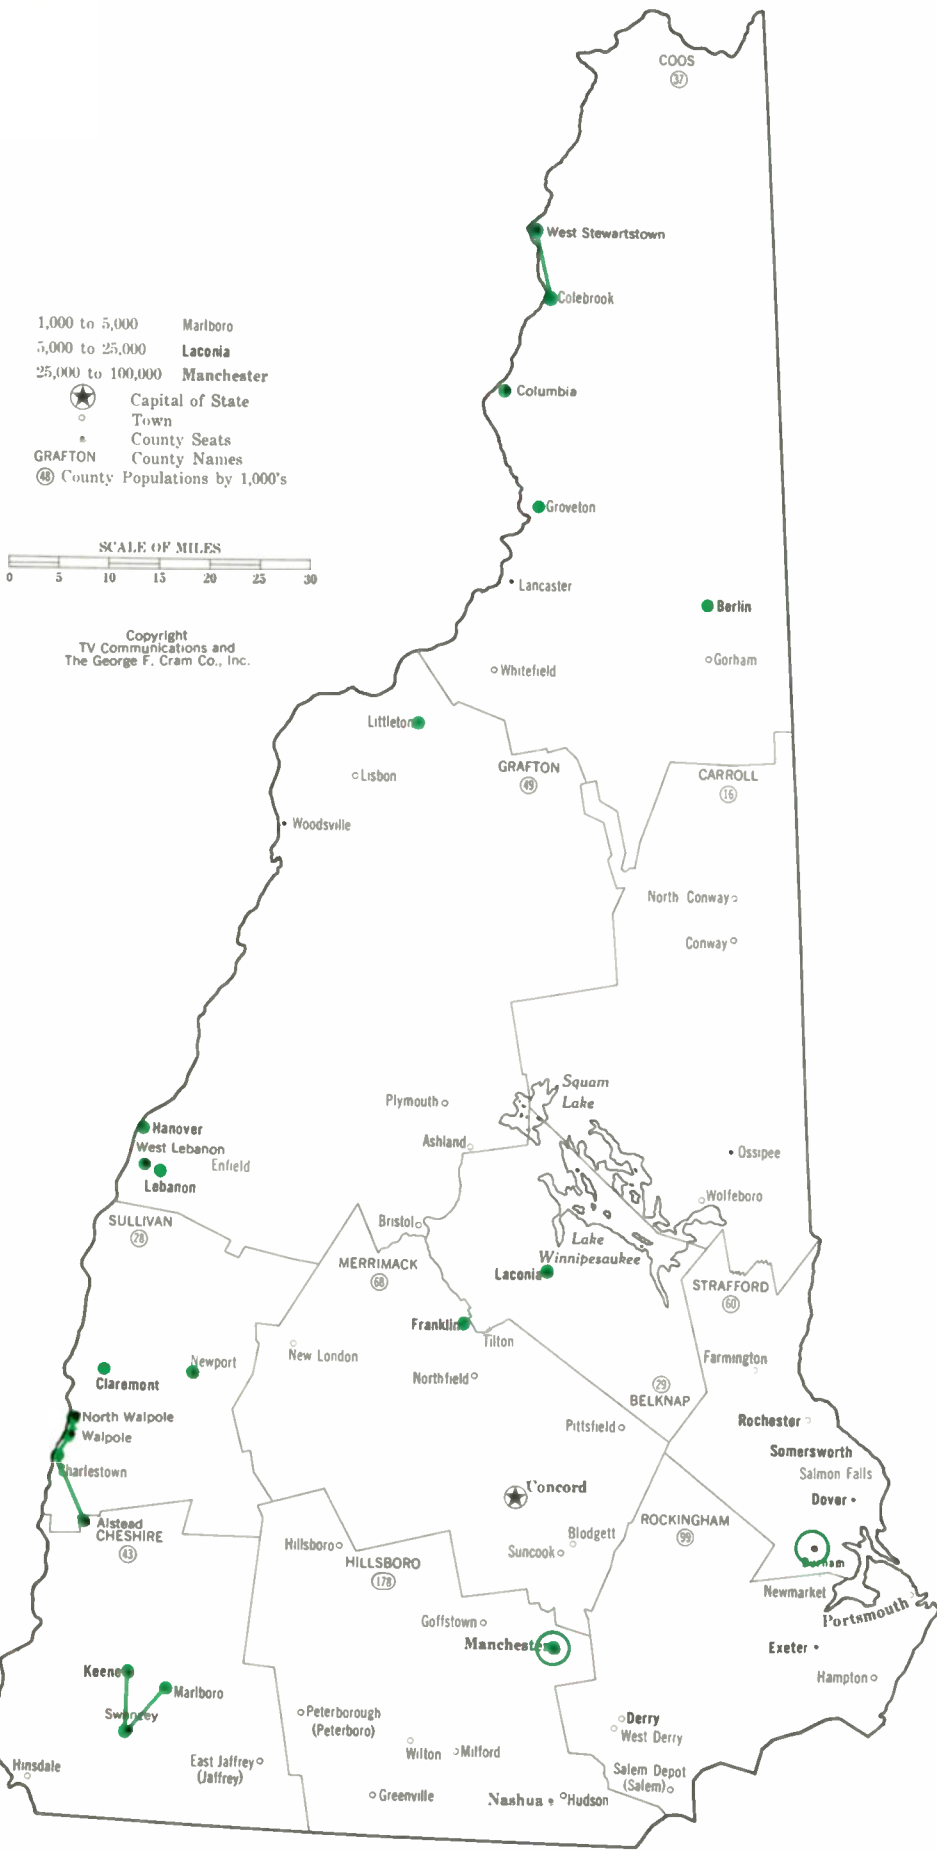 COOS
37
West Stewartstown
Colebrook
1,000 to 5,000 Marlboro
5,000 to 25,000 Laconia
25,000 to 100,000 Manchester
Capital of State
Town
County Seats
GRAFTON County Names
48 County Populations by 1,000's
Columbia
Groveton
SCALE OF MILES
0 5 10 15 20 25 30
Lancaster
Berlin
Copyright
TV Communications and
The George F. Cram Co., Inc.
Whitefield
Gorham
Littleton
GRAFTON
49
CARROLL
16
Lisbon
Woodsville
North Conway
Conway
Squam
Lake
Plymouth
Hanover
Ashland
West Lebanon
Enfield
Lebanon
Ossipee
Wolfeboro
SULLIVAN
28
Bristol
Lake
Winnipesaukee
MERRIMACK
68
Laconia
STRAFFORD
60
Franklin
Tilton
New London
Newport
Farmington
Claremont
Northfield
29
BELKNAP
North Walpole
Walpole
Pittsfield
Rochester
Somersworth
Charlestown
Salmon Falls
Concord
Dover
Alstead
CHESHIRE
43
ROCKINGHAM
99
Blodgett
Hillsboro
Suncook
HILLSBORO
178
Durham
Newmarket
Portsmouth
Goffstown
Manchester
Exeter
Keene
Marlboro
Hampton
Swanzey
Peterborough
(Peterboro)
Derry
West Derry
Wilton
Milford
Hinsdale
East Jaffrey
(Jaffrey)
Salem Depot
(Salem)
Greenville
Nashua
Hudson